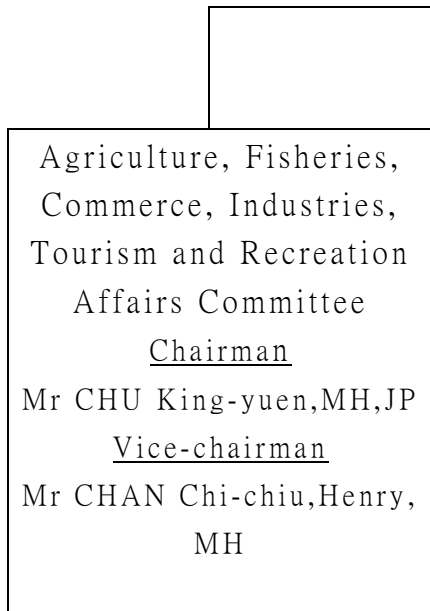 Agriculture, Fisheries,
Commerce, Industries,
Tourism and Recreation
Affairs Committee
Chairman
Mr CHU King-yuen,MH,JP
Vice-chairman
Mr CHAN Chi-chiu,Henry,
MH